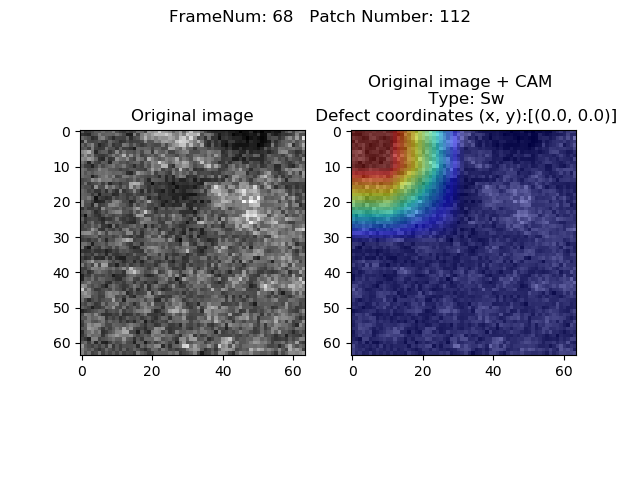 FrameNum: 68   Patch Number: 112
Original image
0
10
20
30
40
50
60
0 20 40 60
Original image + CAM
Type: Sw
Defect coordinates (x, y):[(0.0, 0.0)]
0
10
20
30
40
50
60
0 20 40 60